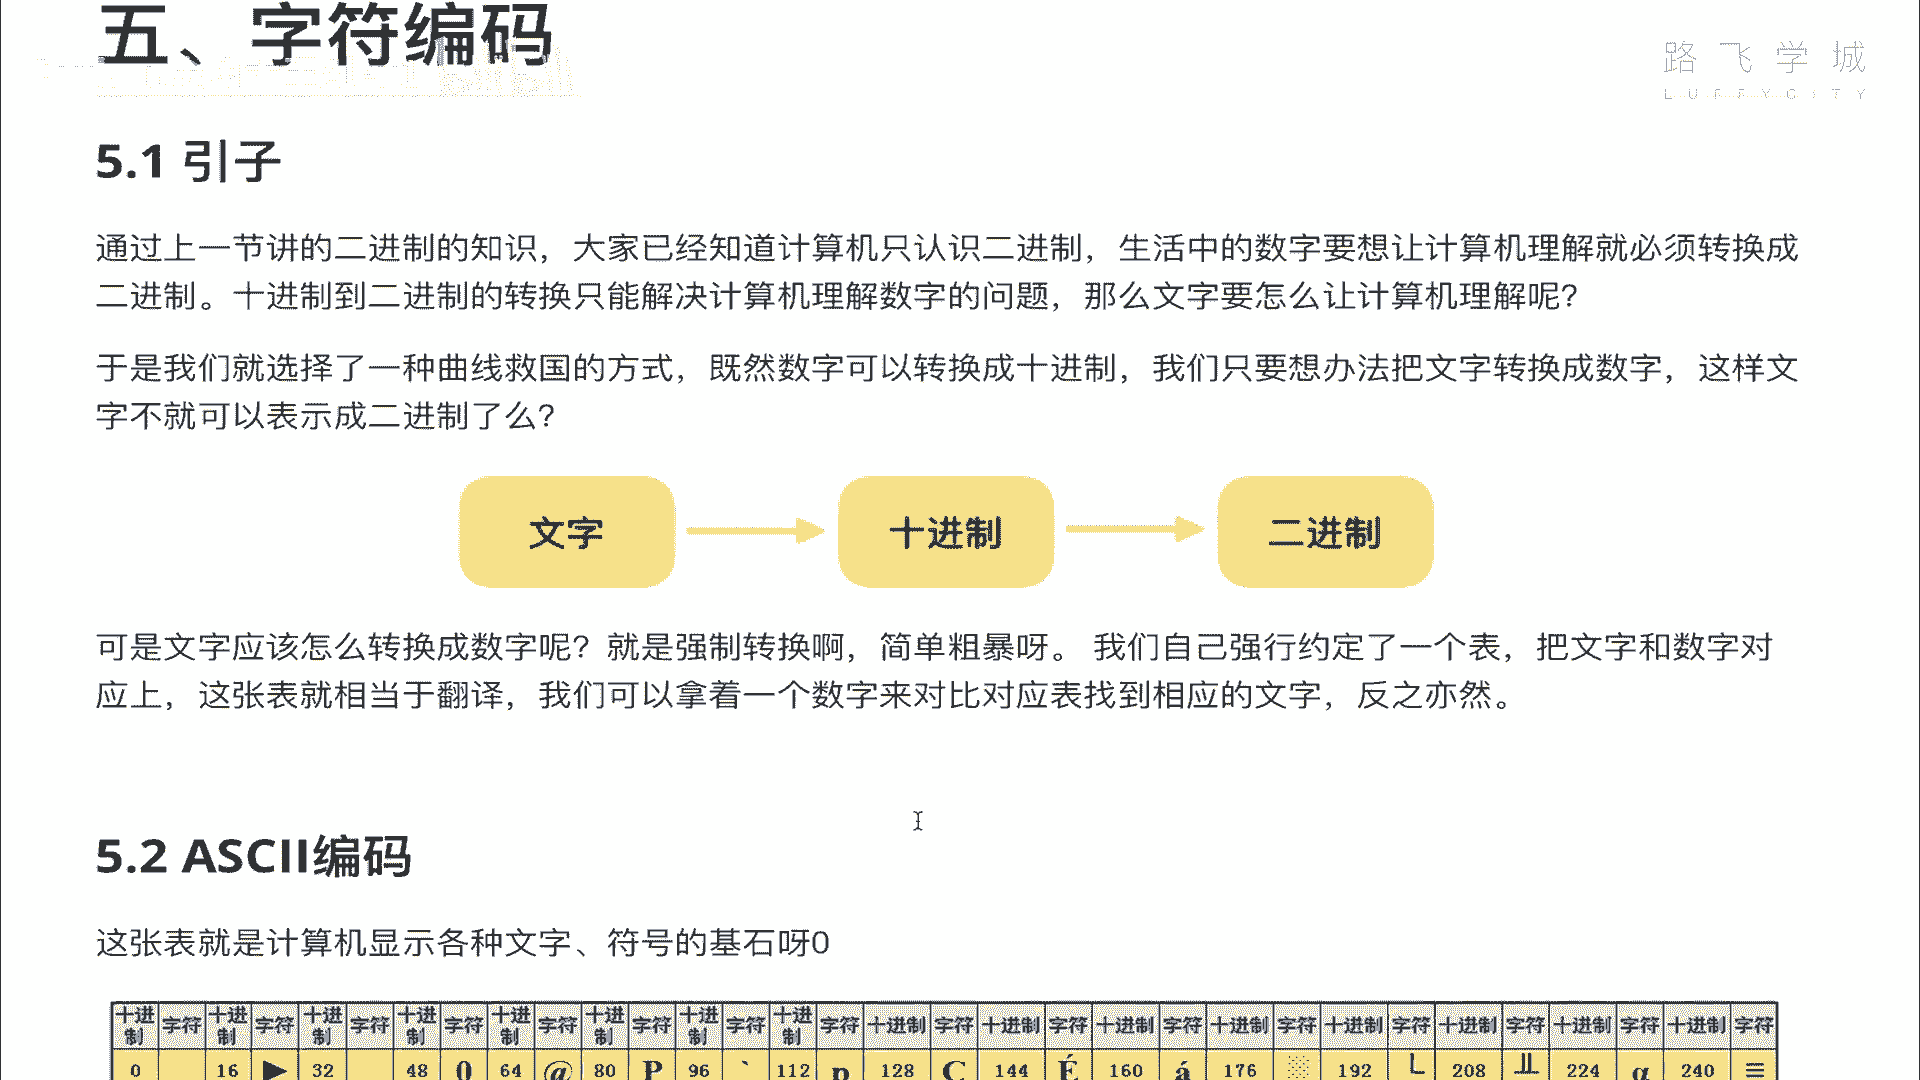 五、字符编码
路飞学城
LUFFYCITY
5.1 引子
通过上一节讲的二进制的知识，大家已经知道计算机只认识二进制，生活中的数字要想让计算机理解就必须转换成
二进制。十进制到二进制的转换只能解决计算机理解数字的问题，那么文字要怎么让计算机理解呢？
于是我们就选择了一种曲线救国的方式，既然数字可以转换成十进制，我们只要想办法把文字转换成数字，这样文
字不就可以表示成二进制了么？
文字 十进制 二进制
可是文字应该怎么转换成数字呢？就是强制转换啊，简单粗暴呀。 我们自己强行约定了一个表，把文字和数字对
应上，这张表就相当于翻译，我们可以拿着一个数字来对比对应表找到相应的文字，反之亦然。
5.2 ASCII编码
这张表就是计算机显示各种文字、符号的基石呀0
十进制 字符 十进制 字符 十进制 字符 十进制 字符 十进制 字符 十进制 字符 十进制 字符 十进制 字符 十进制 字符 十进制 字符 十进制 字符 十进制 字符 十进制 字符 十进制 字符 十进制 字符 十进制 字符
0 16 ► 32 48 0 64 @ 80 P 96 ` 112 p 128 Ç 144 É 160 á 176 ░ 192 └ 208 ╨ 224 α 240 ≡